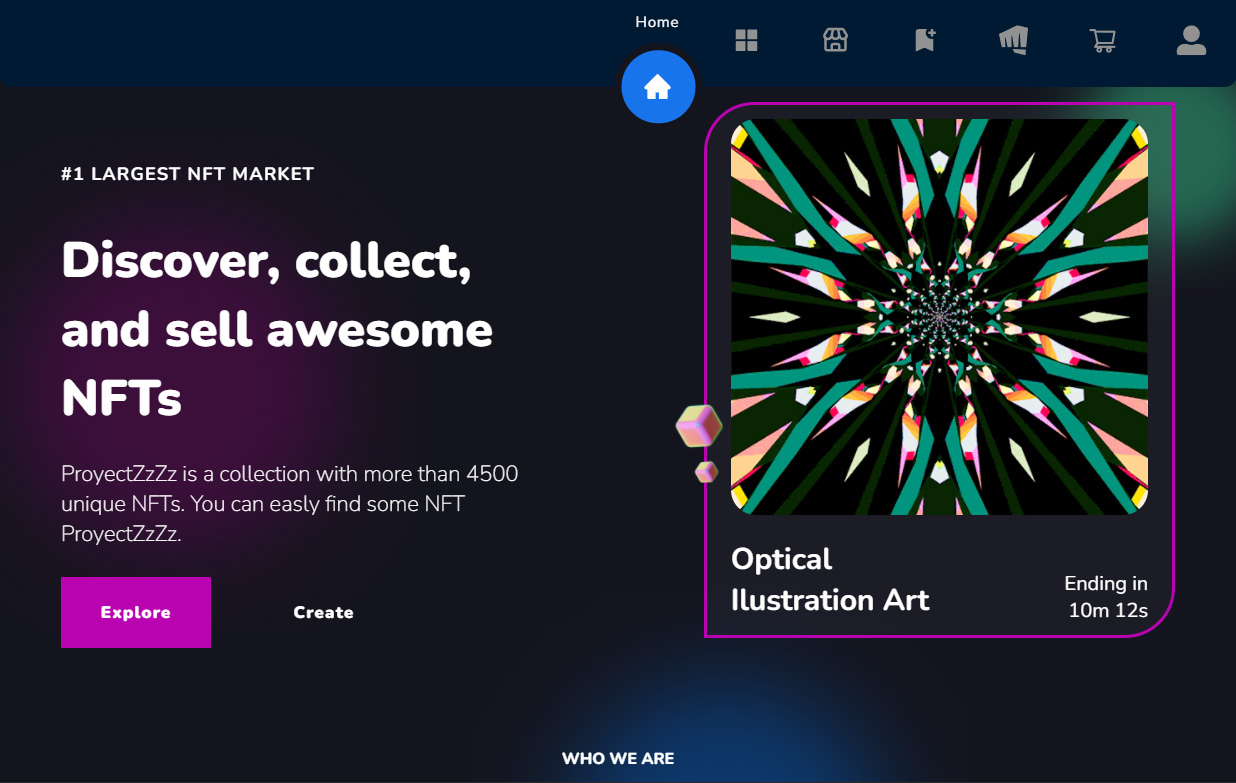 Home
#1 LARGEST NFT MARKET
Discover, collect,
and sell awesome
NFTs
ProyectZzZz is a collection with more than 4500
unique NFTs. You can easly find some NFT
ProyectZzZz.
Explore
Create
Optical
Ilustration Art
Ending in
10m 12s
WHO WE ARE